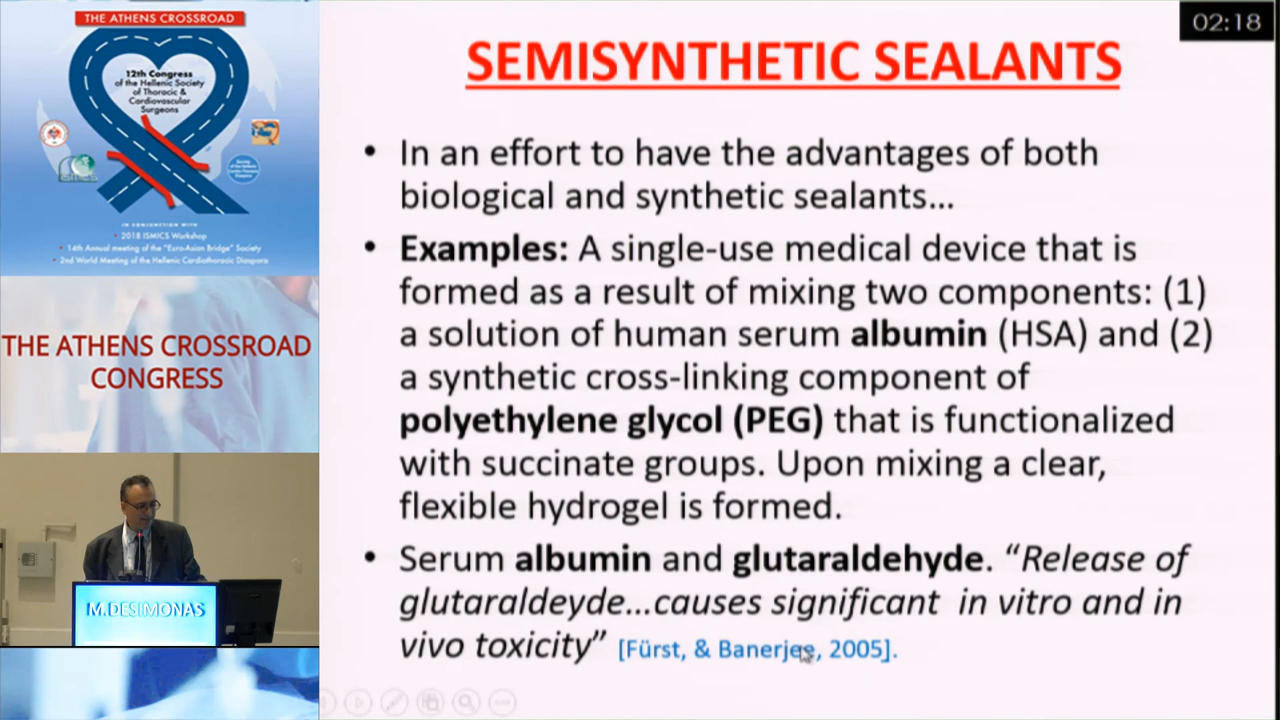 THE ATHENS CROSSROAD
12th Congress
of the Hellenic Society
of Thoracic &
Cardiovascular
Surgeons
IN CONJUNCTION WITH
• 2018 ISMICS Workshop
• 14th Annual meeting of the "Euro-Asian Bridge" Society
• 2nd World Meeting of the Hellenic Cardiothoracic Diaspora
THE ATHENS CROSSROAD
CONGRESS
M.DESIMONAS
02:18
SEMISYNTHETIC SEALANTS
• In an effort to have the advantages of both
biological and synthetic sealants...
• Examples: A single-use medical device that is
formed as a result of mixing two components: (1)
a solution of human serum albumin (HSA) and (2)
a synthetic cross-linking component of
polyethylene glycol (PEG) that is functionalized
with succinate groups. Upon mixing a clear,
flexible hydrogel is formed.
• Serum albumin and glutaraldehyde. “Release of
glutaraldeyde...causes significant in vitro and in
vivo toxicity” [Fürst, & Banerjee, 2005].